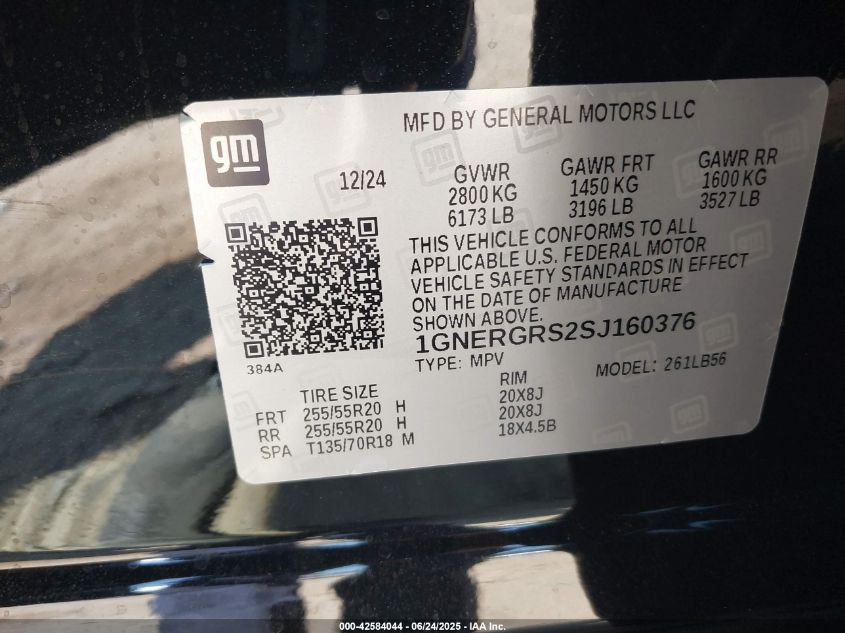 MFD BY GENERAL MOTORS LLC
gm
12/24
GVWR GAWR FRT GAWR RR
2800 KG 1450 KG 1600 KG
6173 LB 3196 LB 3527 LB
THIS VEHICLE CONFORMS TO ALL
APPLICABLE U.S. FEDERAL MOTOR
VEHICLE SAFETY STANDARDS IN EFFECT
ON THE DATE OF MANUFACTURE
SHOWN ABOVE.
1GNERGRS2SJ160376
384A
TYPE: MPV MODEL: 261LB56
TIRE SIZE RIM
FRT 255/55R20 H 20X8J
RR 255/55R20 H 20X8J
SPA T135/70R18 M 18X4.5B
000-42584044 | 06/24/2025 - IAAI.COM